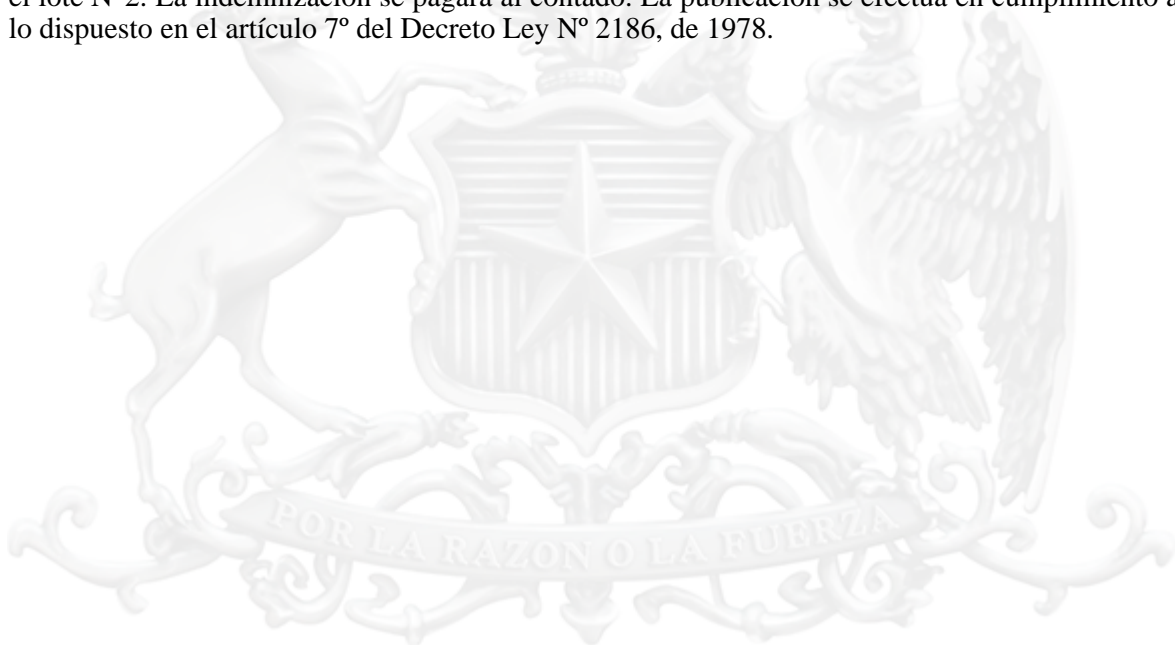 el lote Nº2. La indemnización se pagará al contado. La publicación se efectúa en cumplimiento a
lo dispuesto en el artículo 7º del Decreto Ley Nº 2186, de 1978.
POR LA RAZON O LA FUERZA